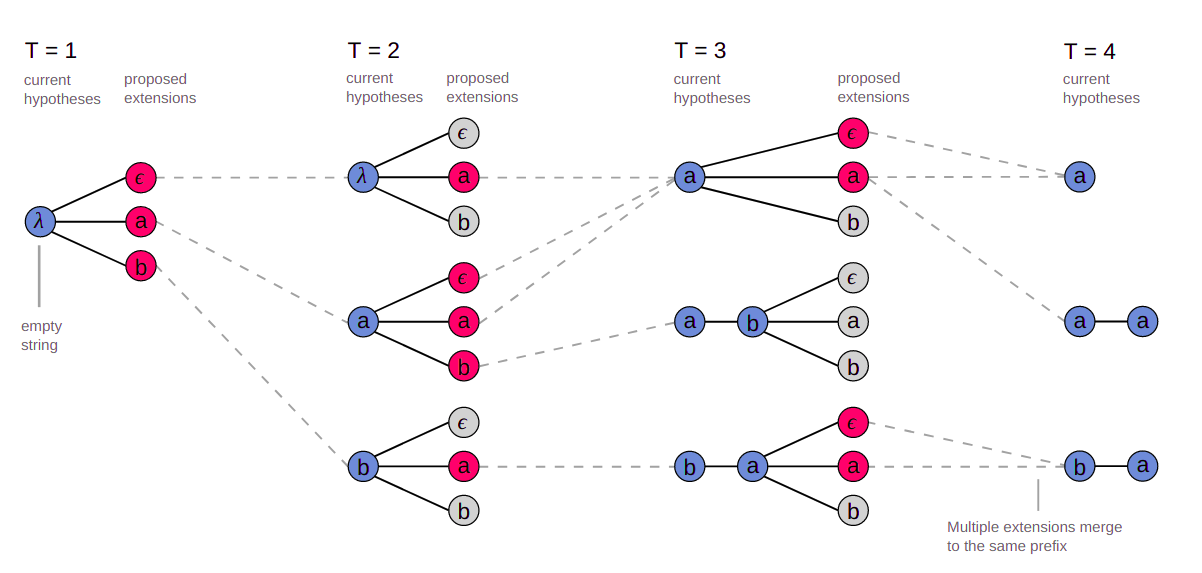 T = 1
current hypotheses
proposed extensions
T = 2
current hypotheses
proposed extensions
T = 3
current hypotheses
proposed extensions
T = 4
current hypotheses
λ
ϵ
a
b
empty
string
λ
ϵ
a
b
a
ϵ
a
b
b
ϵ
a
b
a
ϵ
a
b
a b
ϵ
a
b
b a
ϵ
a
b
a
a a
b a
Multiple extensions merge
to the same prefix